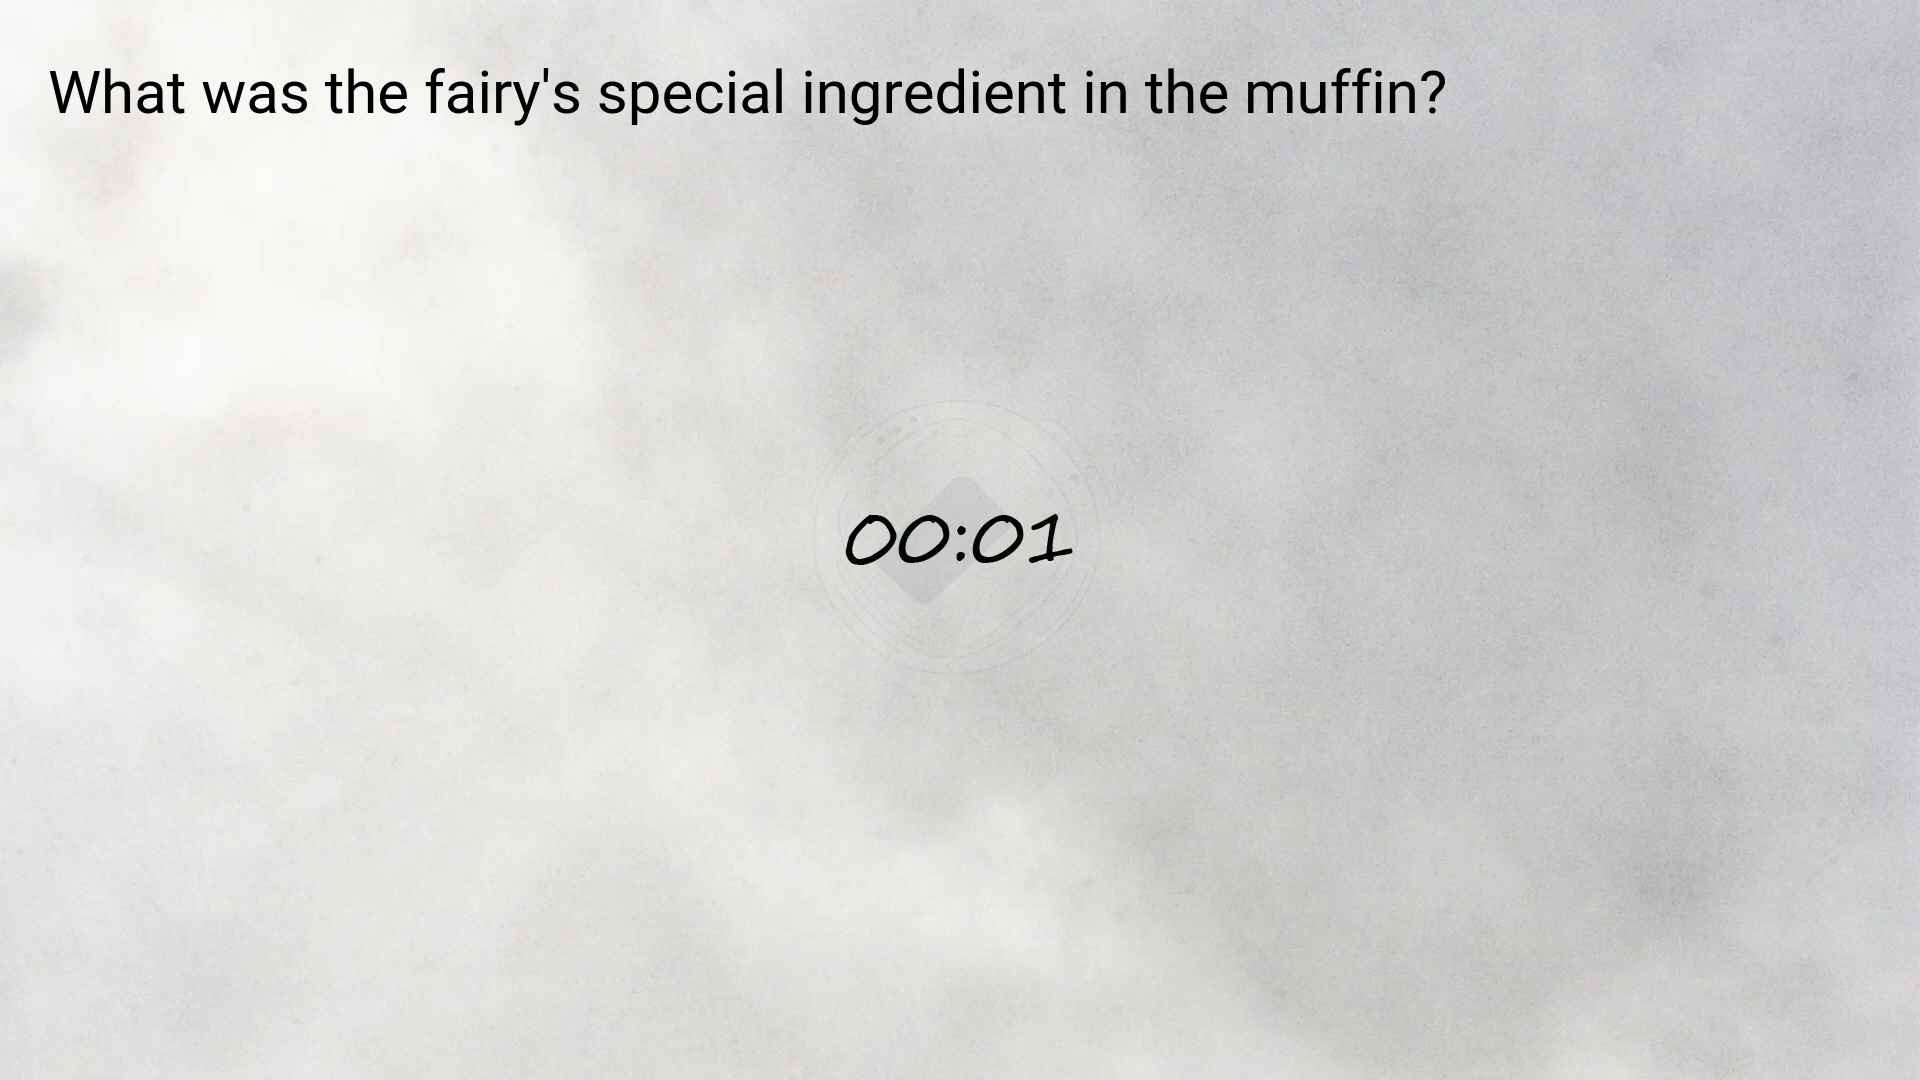 What was the fairy's special ingredient in the muffin?
00:01